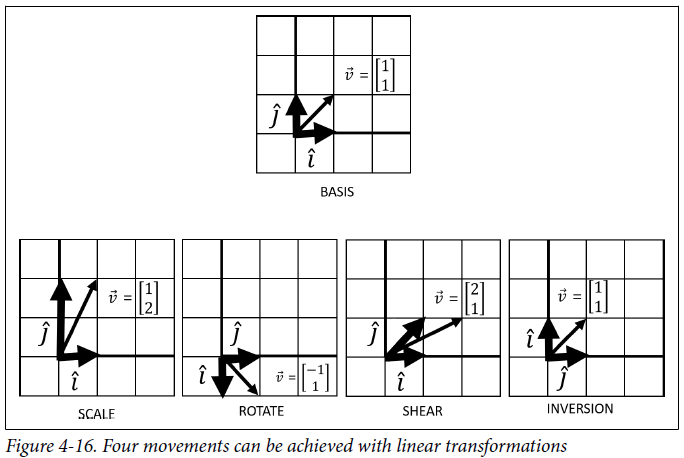 v⃗ = [1 1]
ĵ
î
BASIS
v⃗ = [1 2]
ĵ
î
SCALE
ĵ
î
v⃗ = [−1 1]
ROTATE
v⃗ = [2 1]
ĵ
î
SHEAR
v⃗ = [1 1]
î
ĵ
INVERSION
Figure 4-16. Four movements can be achieved with linear transformations